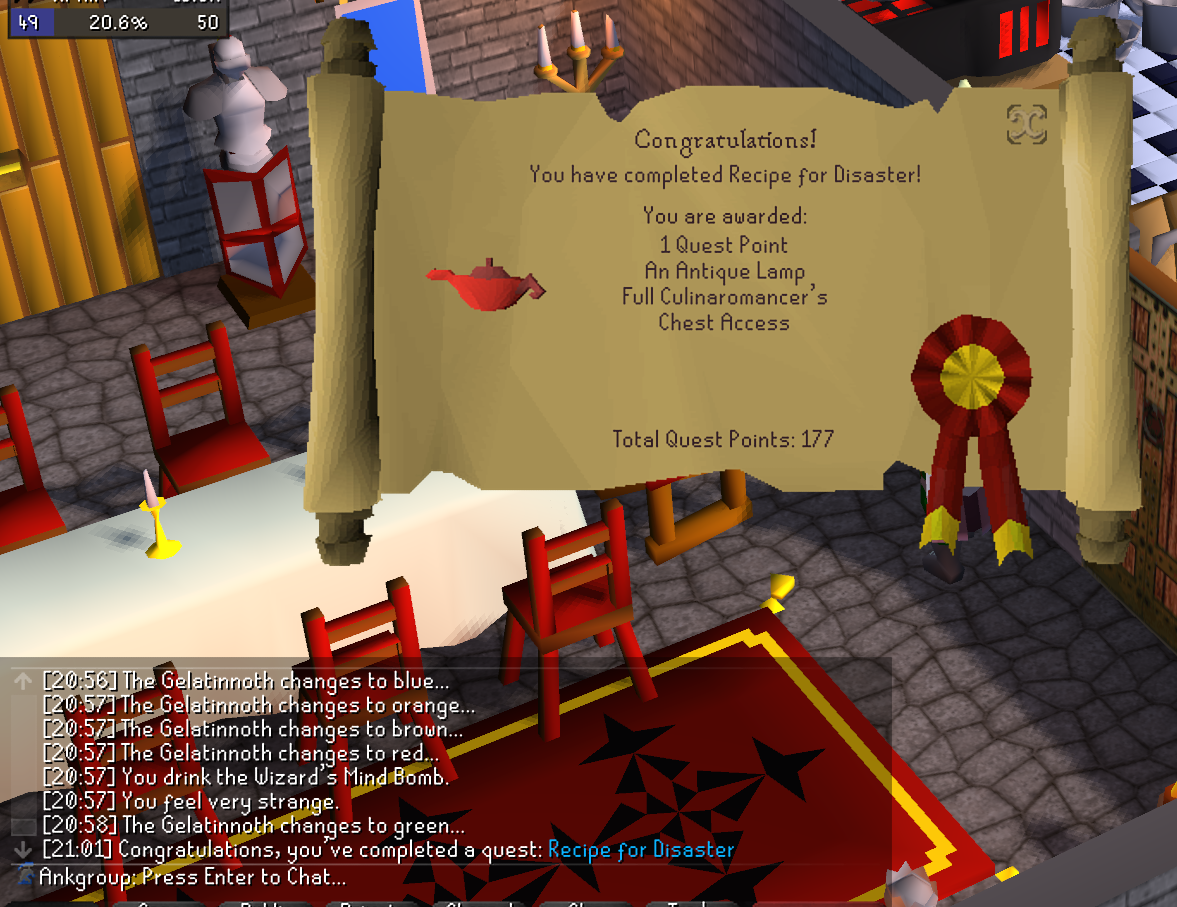 49 20.6% 50
Congratulations!
You have completed Recipe for Disaster!
You are awarded:
1 Quest Point
An Antique Lamp
Full Culinaromancer's
Chest Access
Total Quest Points: 177
[20:56] The Gelatinnoth changes to blue...
[20:57] The Gelatinnoth changes to orange...
[20:57] The Gelatinnoth changes to brown...
[20:57] The Gelatinnoth changes to red...
[20:57] You drink the Wizard's Mind Bomb.
[20:57] You feel very strange.
[20:58] The Gelatinnoth changes to green...
[21:01] Congratulations, you've completed a quest: Recipe for Disaster
Ankgroup: Press Enter to Chat...